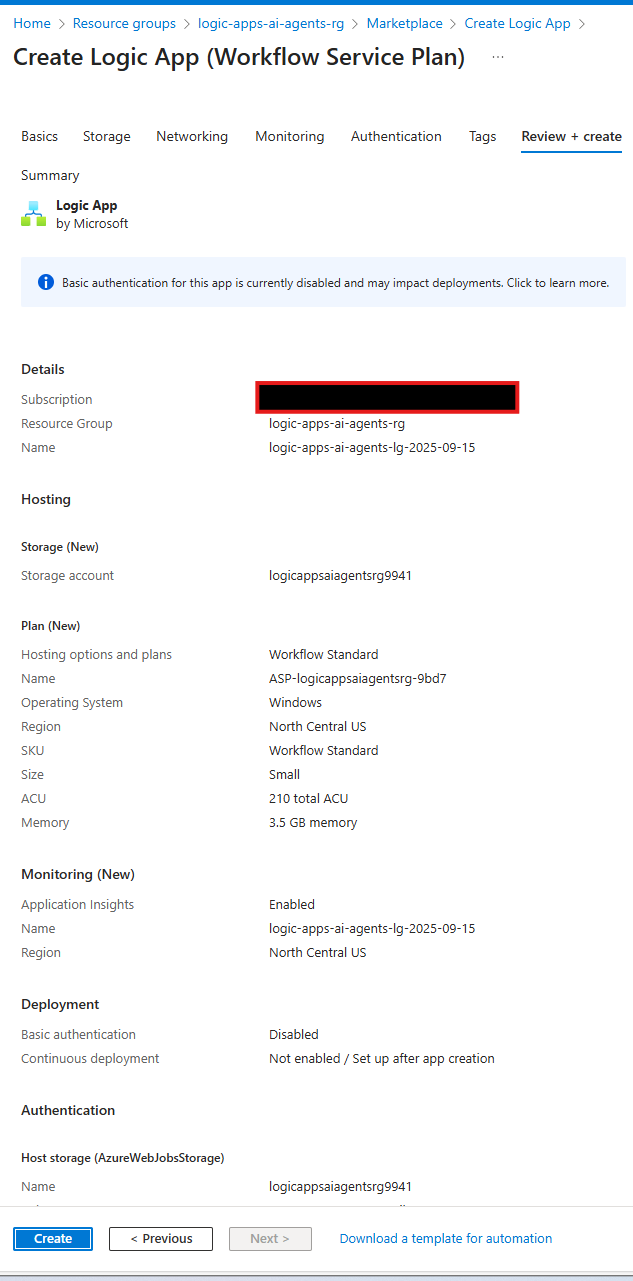 Home > Resource groups > logic-apps-ai-agents-rg > Marketplace > Create Logic App >
Create Logic App (Workflow Service Plan) ...
Basics Storage Networking Monitoring Authentication Tags Review + create
Summary
Logic App
by Microsoft
Basic authentication for this app is currently disabled and may impact deployments. Click to learn more.
Details
Subscription
Resource Group logic-apps-ai-agents-rg
Name logic-apps-ai-agents-lg-2025-09-15
Hosting
Storage (New)
Storage account logicappsaiagentsrg9941
Plan (New)
Hosting options and plans Workflow Standard
Name ASP-logicappsaiagentsrg-9bd7
Operating System Windows
Region North Central US
SKU Workflow Standard
Size Small
ACU 210 total ACU
Memory 3.5 GB memory
Monitoring (New)
Application Insights Enabled
Name logic-apps-ai-agents-lg-2025-09-15
Region North Central US
Deployment
Basic authentication Disabled
Continuous deployment Not enabled / Set up after app creation
Authentication
Host storage (AzureWebJobsStorage)
Name logicappsaiagentsrg9941
Create < Previous Next > Download a template for automation